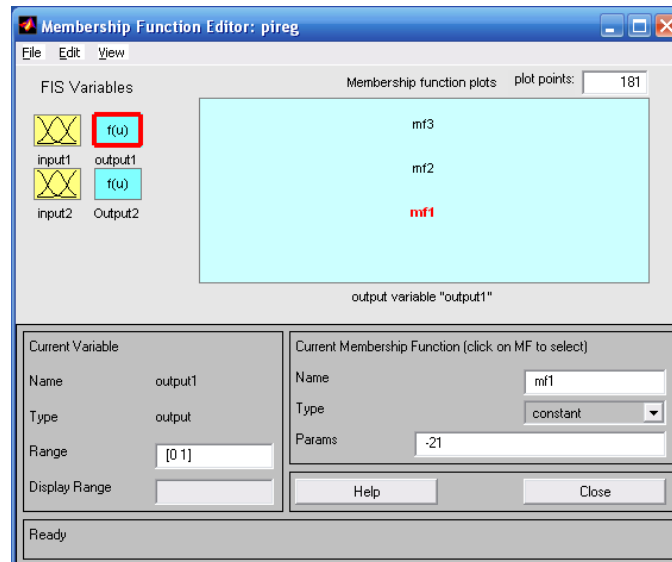 Membership Function Editor: pireg
File Edit View
FIS Variables
Membership function plots plot points: 181
f(u)
input1 output1
f(u)
input2 Output2
mf3
mf2
mf1
output variable "output1"
Current Variable
Name output1
Type output
Range [0 1]
Display Range
Current Membership Function (click on MF to select)
Name mf1
Type constant
Params -21
Help Close
Ready